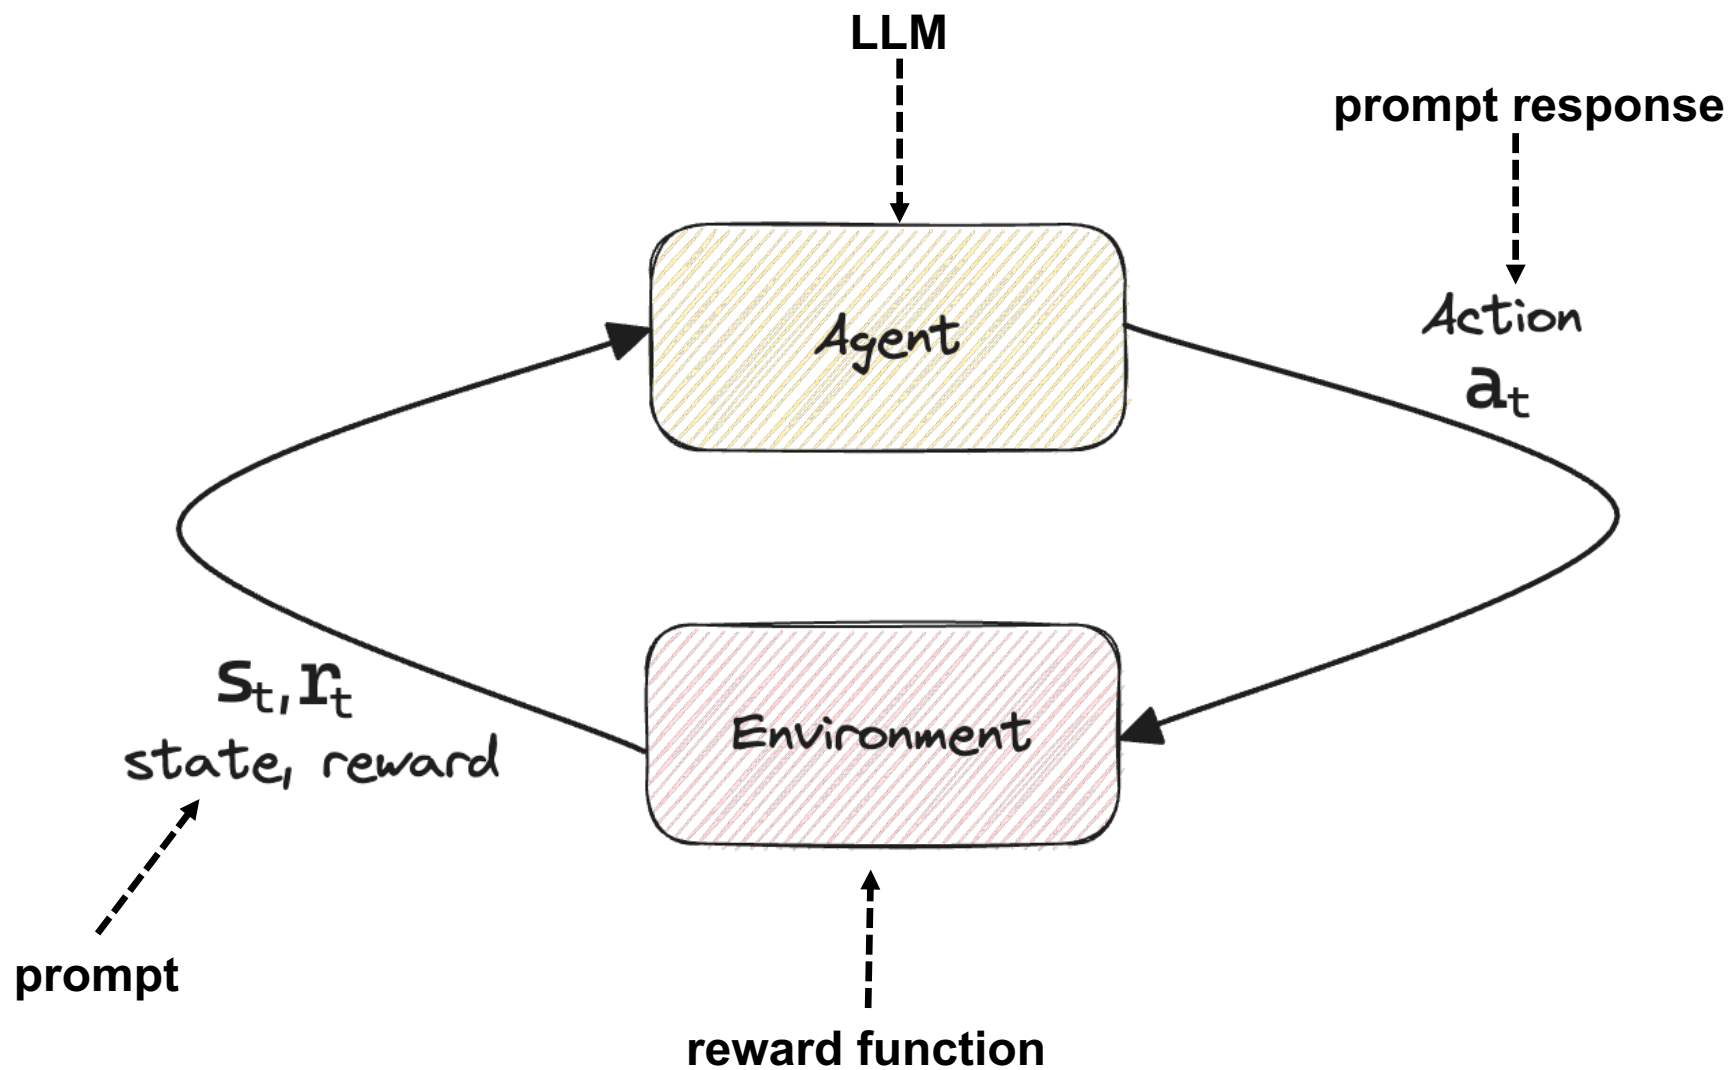 LLM
prompt response
Action
aₜ
Agent
sₜ,rₜ
state, reward
Environment
prompt
reward function